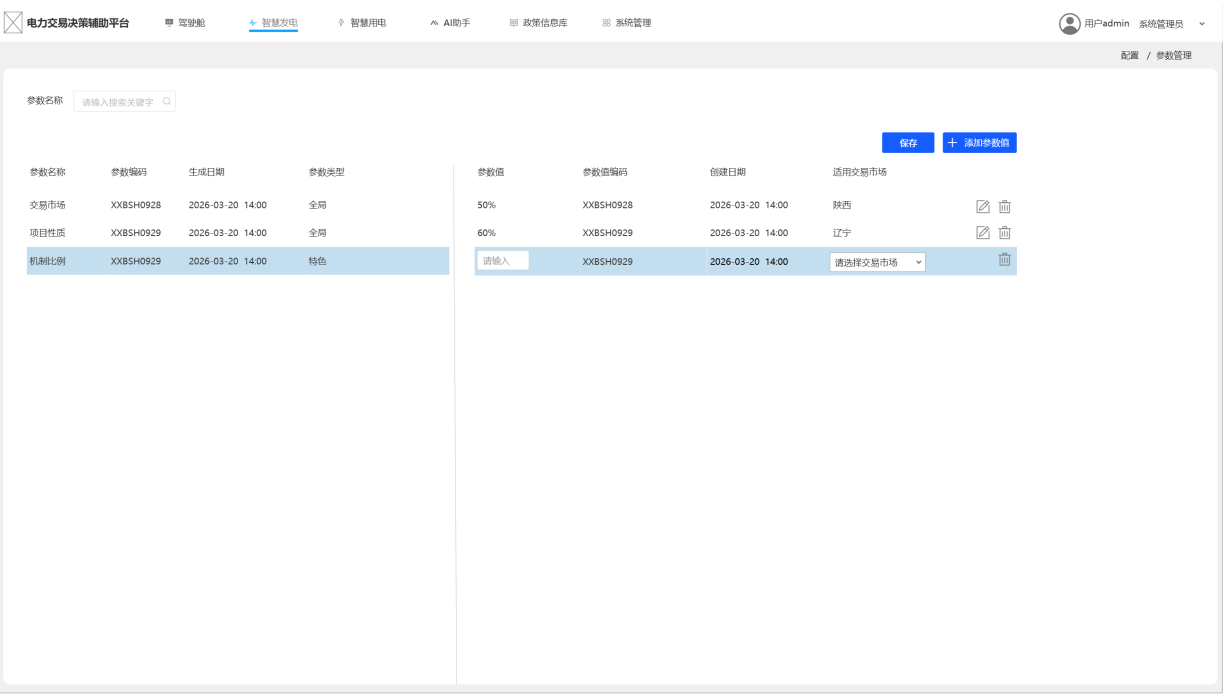 电力交易决策辅助平台 驾驶舱 智慧发电 智慧用电 AI助手 政策信息库 系统管理 用户admin 系统管理员
配置 / 参数管理
参数名称 请输入搜索关键字
保存 + 添加参数值
参数名称 参数编码 生成日期 参数类型 参数值 参数值编码 创建日期 适用交易市场
交易市场 XXBSH0928 2026-03-20 14:00 全局 50% XXBSH0928 2026-03-20 14:00 陕西
项目性质 XXBSH0929 2026-03-20 14:00 全局 60% XXBSH0929 2026-03-20 14:00 辽宁
机制比例 XXBSH0929 2026-03-20 14:00 特色 请输入 XXBSH0929 2026-03-20 14:00 请选择交易市场